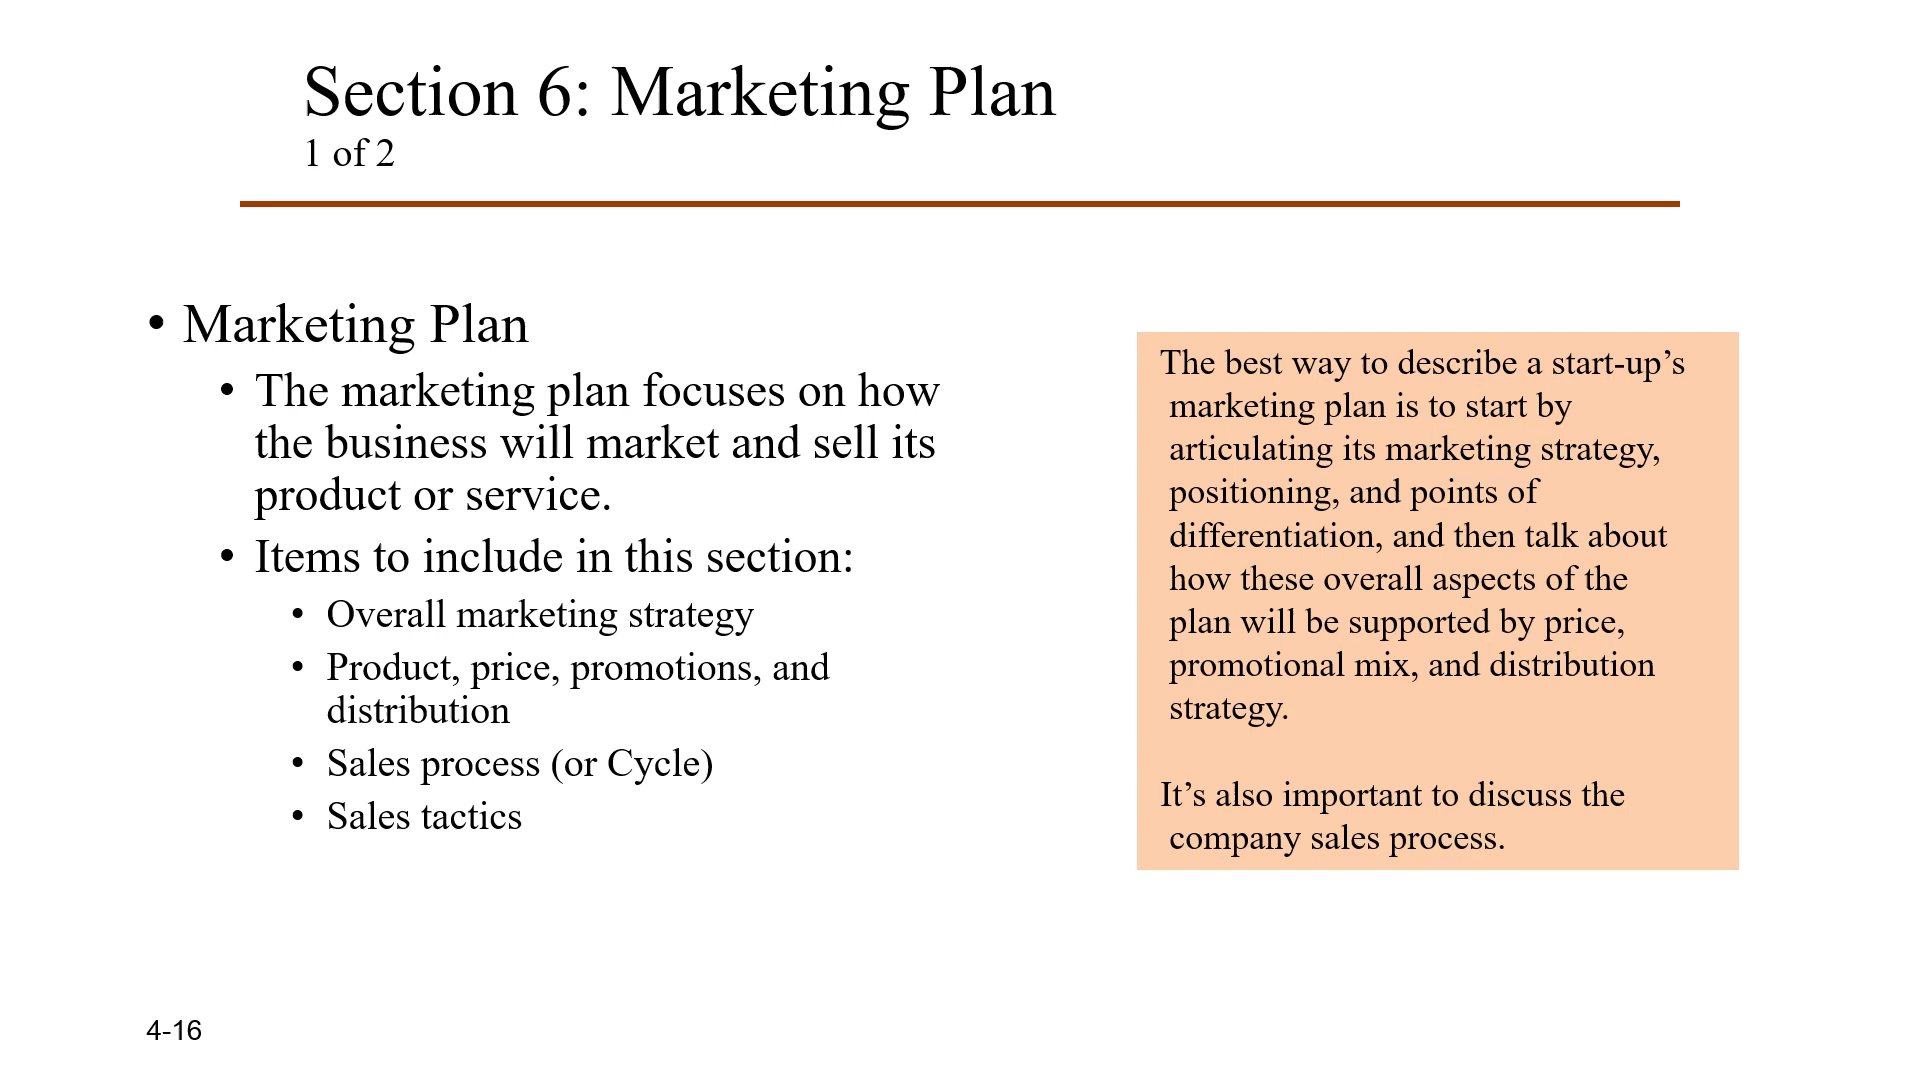 Section 6: Marketing Plan
1 of 2
• Marketing Plan
• The marketing plan focuses on how
the business will market and sell its
product or service.
• Items to include in this section:
• Overall marketing strategy
• Product, price, promotions, and
distribution
• Sales process (or Cycle)
• Sales tactics
The best way to describe a start-up’s
marketing plan is to start by
articulating its marketing strategy,
positioning, and points of
differentiation, and then talk about
how these overall aspects of the
plan will be supported by price,
promotional mix, and distribution
strategy.
It’s also important to discuss the
company sales process.
4-16